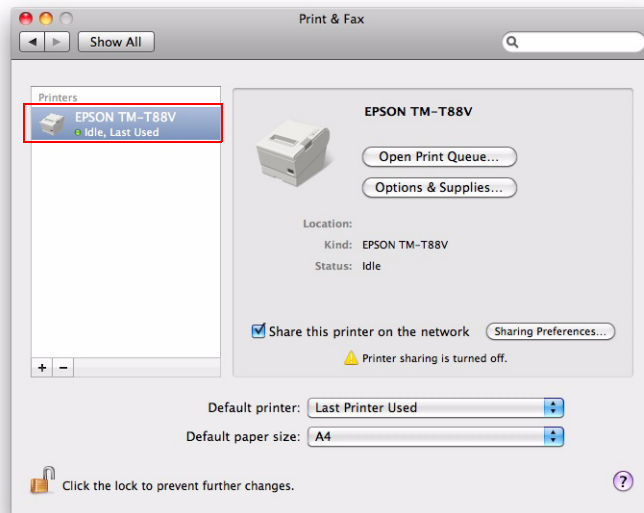 Print & Fax
Show All
Printers
EPSON TM-T88V
Idle, Last Used
EPSON TM-T88V
Open Print Queue...
Options & Supplies...
Location:
Kind: EPSON TM-T88V
Status: Idle
Share this printer on the network Sharing Preferences...
Printer sharing is turned off.
+ −
Default printer: Last Printer Used
Default paper size: A4
Click the lock to prevent further changes. ?